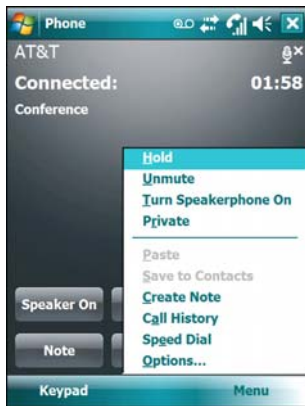 Phone
AT&T
Connected: 01:58
Conference
Hold
Unmute
Turn Speakerphone On
Private
Paste
Save to Contacts
Create Note
Call History
Speed Dial
Options...
Speaker On
Note
Keypad Menu